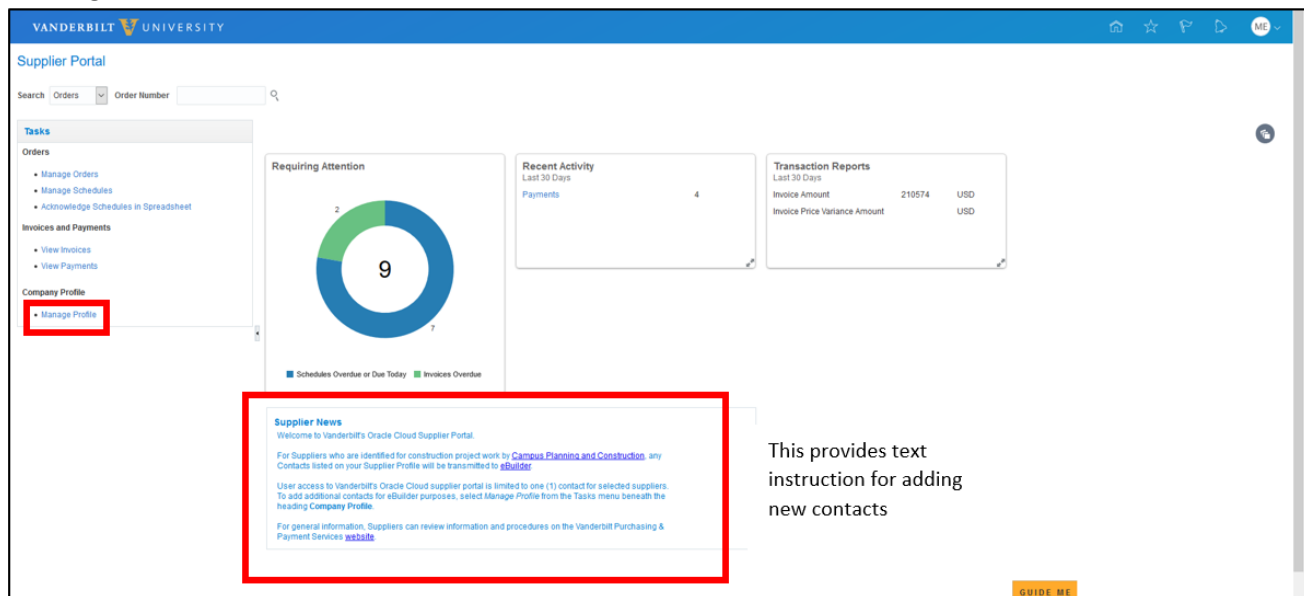 VANDERBILT V UNIVERSITY
ME
Supplier Portal
Search Orders Order Number
Tasks
Orders
Manage Orders
Manage Schedules
Acknowledge Schedules in Spreadsheet
Invoices and Payments
View Invoices
View Payments
Company Profile
Manage Profile
Requiring Attention
2
9
7
Schedules Overdue or Due Today Invoices Overdue
Recent Activity
Last 30 Days
Payments 4
Transaction Reports
Last 30 Days
Invoice Amount 210574 USD
Invoice Price Variance Amount USD
Supplier News
Welcome to Vanderbilt's Oracle Cloud Supplier Portal.
For Suppliers who are identified for construction project work by Campus Planning and Construction, any
Contacts listed on your Supplier Profile will be transmitted to eBuilder.
User access to Vanderbilt's Oracle Cloud supplier portal is limited to one (1) contact for selected suppliers.
To add additional contacts for eBuilder purposes, select Manage Profile from the Tasks menu beneath the
heading Company Profile.
For general information, Suppliers can review information and procedures on the Vanderbilt Purchasing &
Payment Services website.
This provides text
instruction for adding
new contacts
GUIDE ME